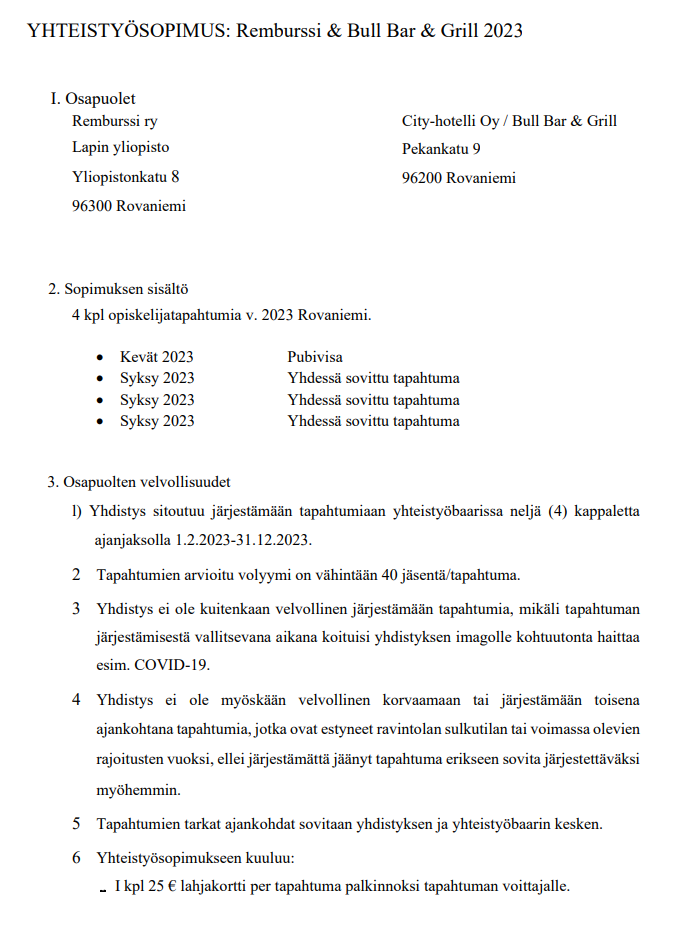 YHTEISTYÖSOPIMUS: Remburssi & Bull Bar & Grill 2023
I. Osapuolet
Remburssi ry
Lapin yliopisto
Yliopistonkatu 8
96300 Rovaniemi
City-hotelli Oy / Bull Bar & Grill
Pekankatu 9
96200 Rovaniemi
2. Sopimuksen sisältö
4 kpl opiskelijatapahtumia v. 2023 Rovaniemi.
• Kevät 2023 Pubivisa
• Syksy 2023 Yhdessä sovittu tapahtuma
• Syksy 2023 Yhdessä sovittu tapahtuma
• Syksy 2023 Yhdessä sovittu tapahtuma
3. Osapuolten velvollisuudet
l) Yhdistys sitoutuu järjestämään tapahtumiaan yhteistyöbaarissa neljä (4) kappaletta
ajanjaksolla 1.2.2023-31.12.2023.
2 Tapahtumien arvioitu volyymi on vähintään 40 jäsentä/tapahtuma.
3 Yhdistys ei ole kuitenkaan velvollinen järjestämään tapahtumia, mikäli tapahtuman
järjestämisestä vallitsevana aikana koituisi yhdistyksen imagolle kohtuutonta haittaa
esim. COVID-19.
4 Yhdistys ei ole myöskään velvollinen korvaamaan tai järjestämään toisena
ajankohtana tapahtumia, jotka ovat estyneet ravintolan sulkutilan tai voimassa olevien
rajoitusten vuoksi, ellei järjestämättä jäänyt tapahtuma erikseen sovita järjestettäväksi
myöhemmin.
5 Tapahtumien tarkat ajankohdat sovitaan yhdistyksen ja yhteistyöbaarin kesken.
6 Yhteistyösopimukseen kuuluu:
- I kpl 25 € lahjakortti per tapahtuma palkinnoksi tapahtuman voittajalle.